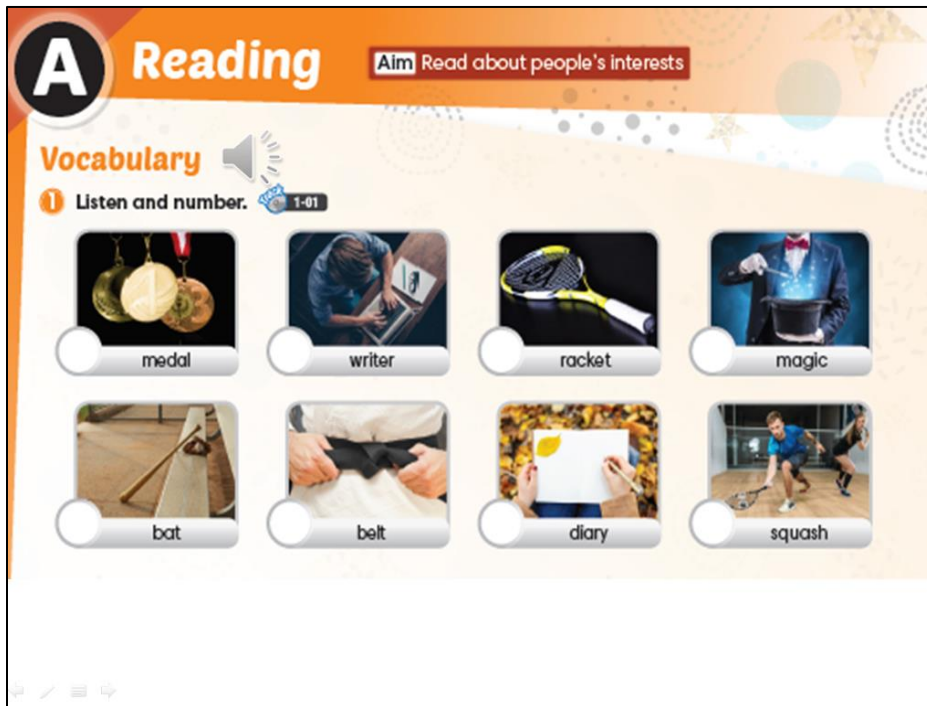 A Reading
Aim Read about people's interests
Vocabulary
1 Listen and number. TRACK 1-01
medal writer racket magic
bat belt diary squash